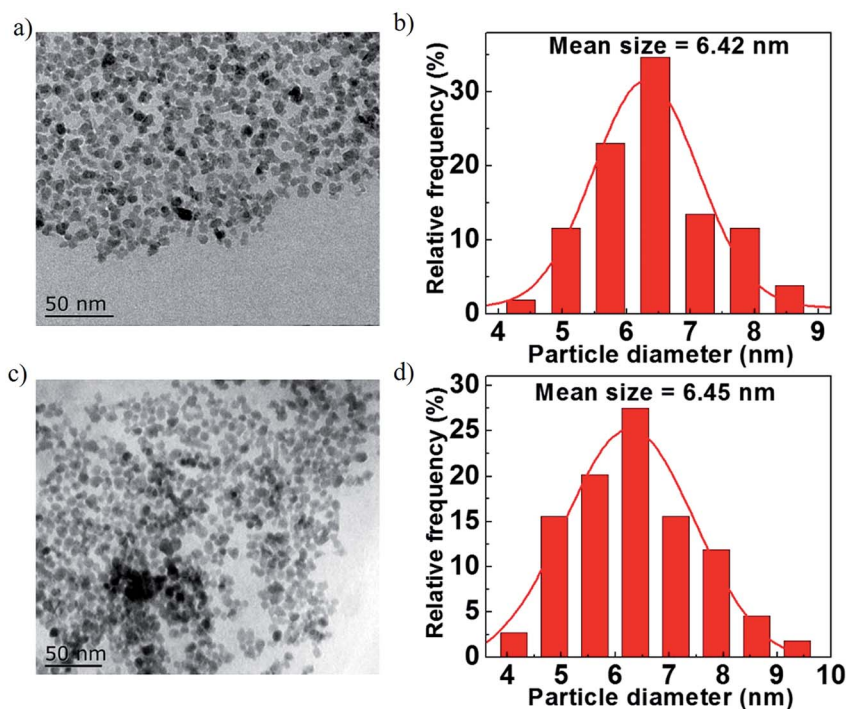 a)
50 nm
b)
Mean size = 6.42 nm
Relative frequency (%)
30
20
10
0
4 5 6 7 8 9
Particle diameter (nm)
c)
50 nm
d)
Mean size = 6.45 nm
Relative frequency (%)
30
25
20
15
10
5
0
4 5 6 7 8 9 10
Particle diameter (nm)